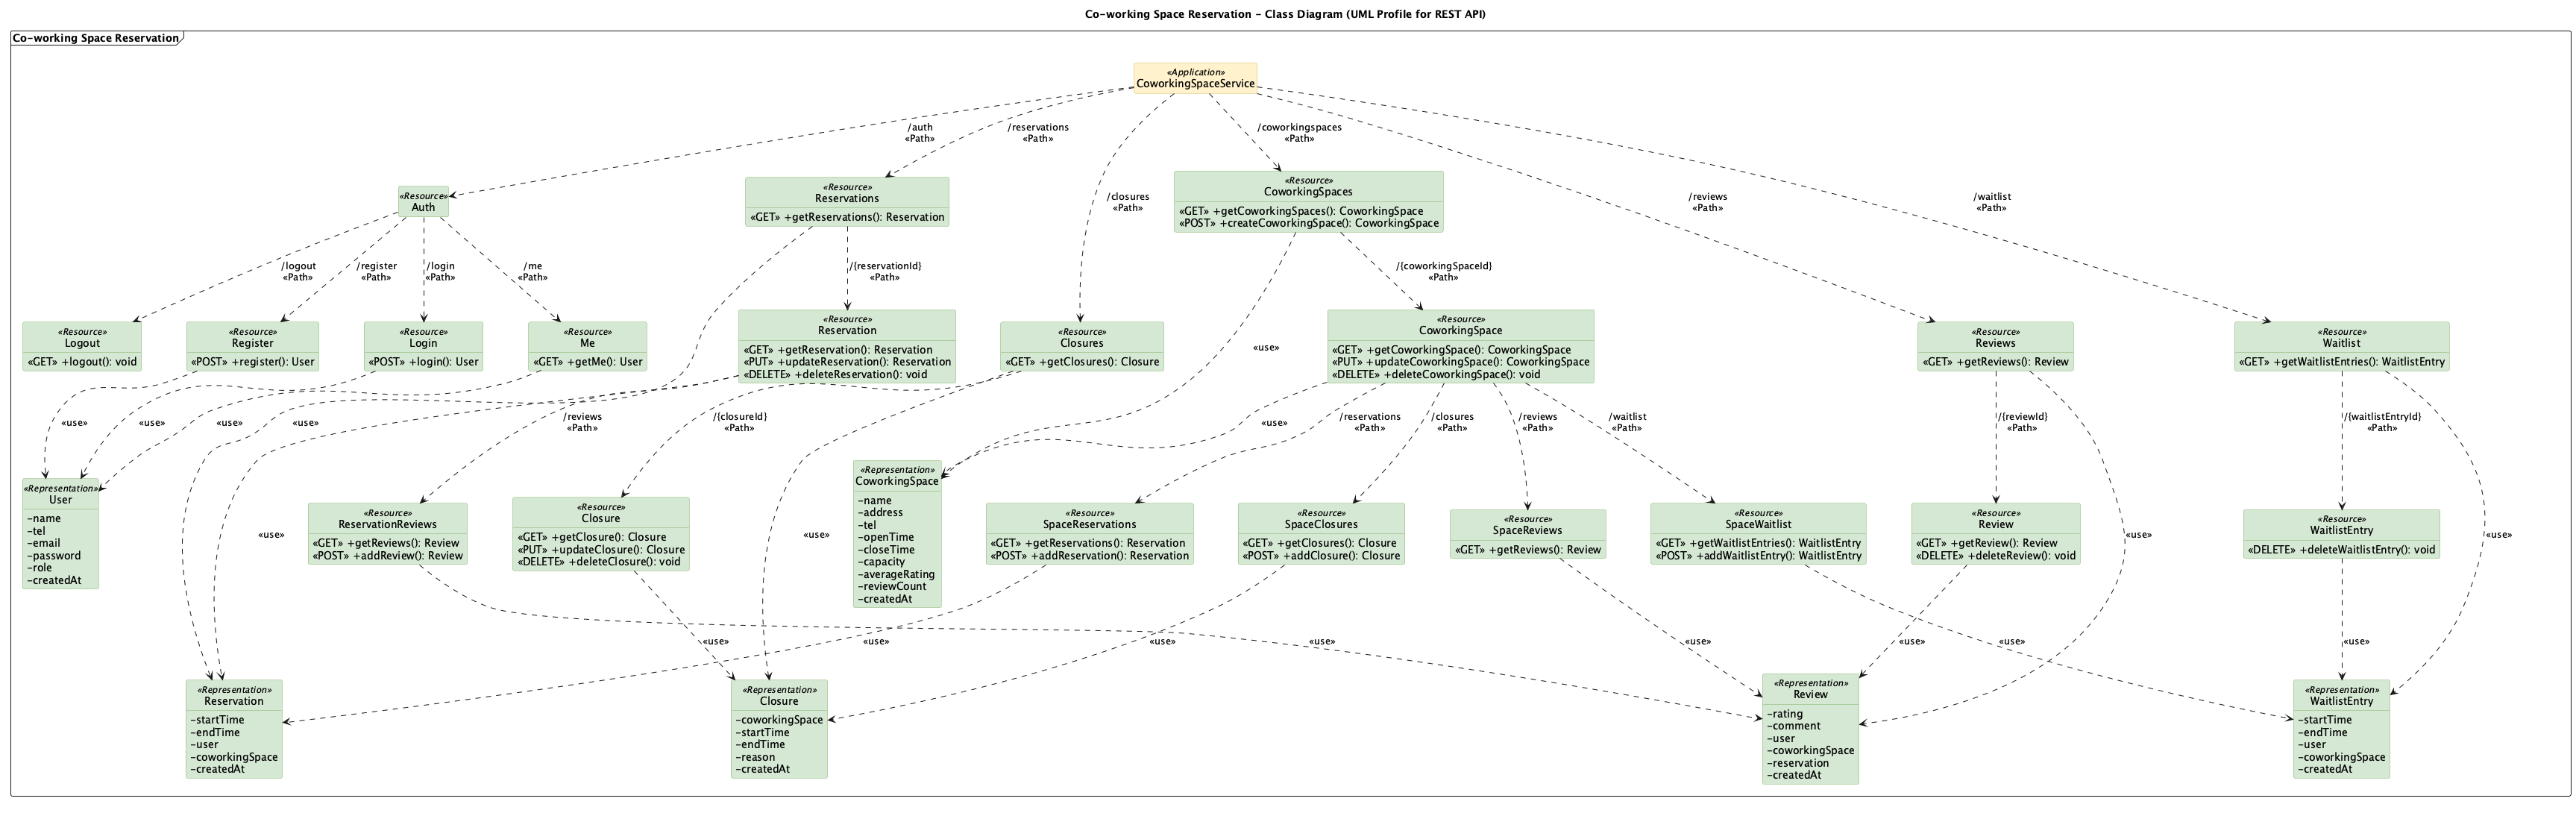 Co-working Space Reservation - Class Diagram (UML Profile for REST API)
Co-working Space Reservation
«Application»
CoworkingSpaceService
/auth
«Path»
/reservations
«Path»
/closures
«Path»
/coworkingspaces
«Path»
/reviews
«Path»
/waitlist
«Path»
«Resource»
Auth
«Resource»
Reservations
«GET» +getReservations(): Reservation
«Resource»
CoworkingSpaces
«GET» +getCoworkingSpaces(): CoworkingSpace
«POST» +createCoworkingSpace(): CoworkingSpace
/logout
«Path»
/register
«Path»
/login
«Path»
/me
«Path»
/{reservationId}
«Path»
/{coworkingSpaceId}
«Path»
«use»
«Resource»
Logout
«GET» +logout(): void
«Resource»
Register
«POST» +register(): User
«Resource»
Login
«POST» +login(): User
«Resource»
Me
«GET» +getMe(): User
«Resource»
Reservation
«GET» +getReservation(): Reservation
«PUT» +updateReservation(): Reservation
«DELETE» +deleteReservation(): void
«Resource»
Closures
«GET» +getClosures(): Closure
«Resource»
CoworkingSpace
«GET» +getCoworkingSpace(): CoworkingSpace
«PUT» +updateCoworkingSpace(): CoworkingSpace
«DELETE» +deleteCoworkingSpace(): void
«Resource»
Reviews
«GET» +getReviews(): Review
«Resource»
Waitlist
«GET» +getWaitlistEntries(): WaitlistEntry
«use»
«use»
«use»
«use»
/reviews
«Path»
/{closureId}
«Path»
«use»
/reservations
«Path»
/closures
«Path»
/reviews
«Path»
/waitlist
«Path»
/{reviewId}
«Path»
/{waitlistEntryId}
«Path»
«Representation»
User
-name
-tel
-email
-password
-role
-createdAt
«use»
«Resource»
ReservationReviews
«GET» +getReviews(): Review
«POST» +addReview(): Review
«Resource»
Closure
«GET» +getClosure(): Closure
«PUT» +updateClosure(): Closure
«DELETE» +deleteClosure(): void
«use»
«Representation»
CoworkingSpace
-name
-address
-tel
-openTime
-closeTime
-capacity
-averageRating
-reviewCount
-createdAt
«Resource»
SpaceReservations
«GET» +getReservations(): Reservation
«POST» +addReservation(): Reservation
«Resource»
SpaceClosures
«GET» +getClosures(): Closure
«POST» +addClosure(): Closure
«Resource»
SpaceReviews
«GET» +getReviews(): Review
«Resource»
SpaceWaitlist
«GET» +getWaitlistEntries(): WaitlistEntry
«POST» +addWaitlistEntry(): WaitlistEntry
«Resource»
Review
«GET» +getReview(): Review
«DELETE» +deleteReview(): void
«use»
«Resource»
WaitlistEntry
«DELETE» +deleteWaitlistEntry(): void
«use»
«use»
«use»
«use»
«use»
«use»
«use»
«use»
«use»
«Representation»
Reservation
-startTime
-endTime
-user
-coworkingSpace
-createdAt
«Representation»
Closure
-coworkingSpace
-startTime
-endTime
-reason
-createdAt
«Representation»
Review
-rating
-comment
-user
-coworkingSpace
-reservation
-createdAt
«Representation»
WaitlistEntry
-startTime
-endTime
-user
-coworkingSpace
-createdAt